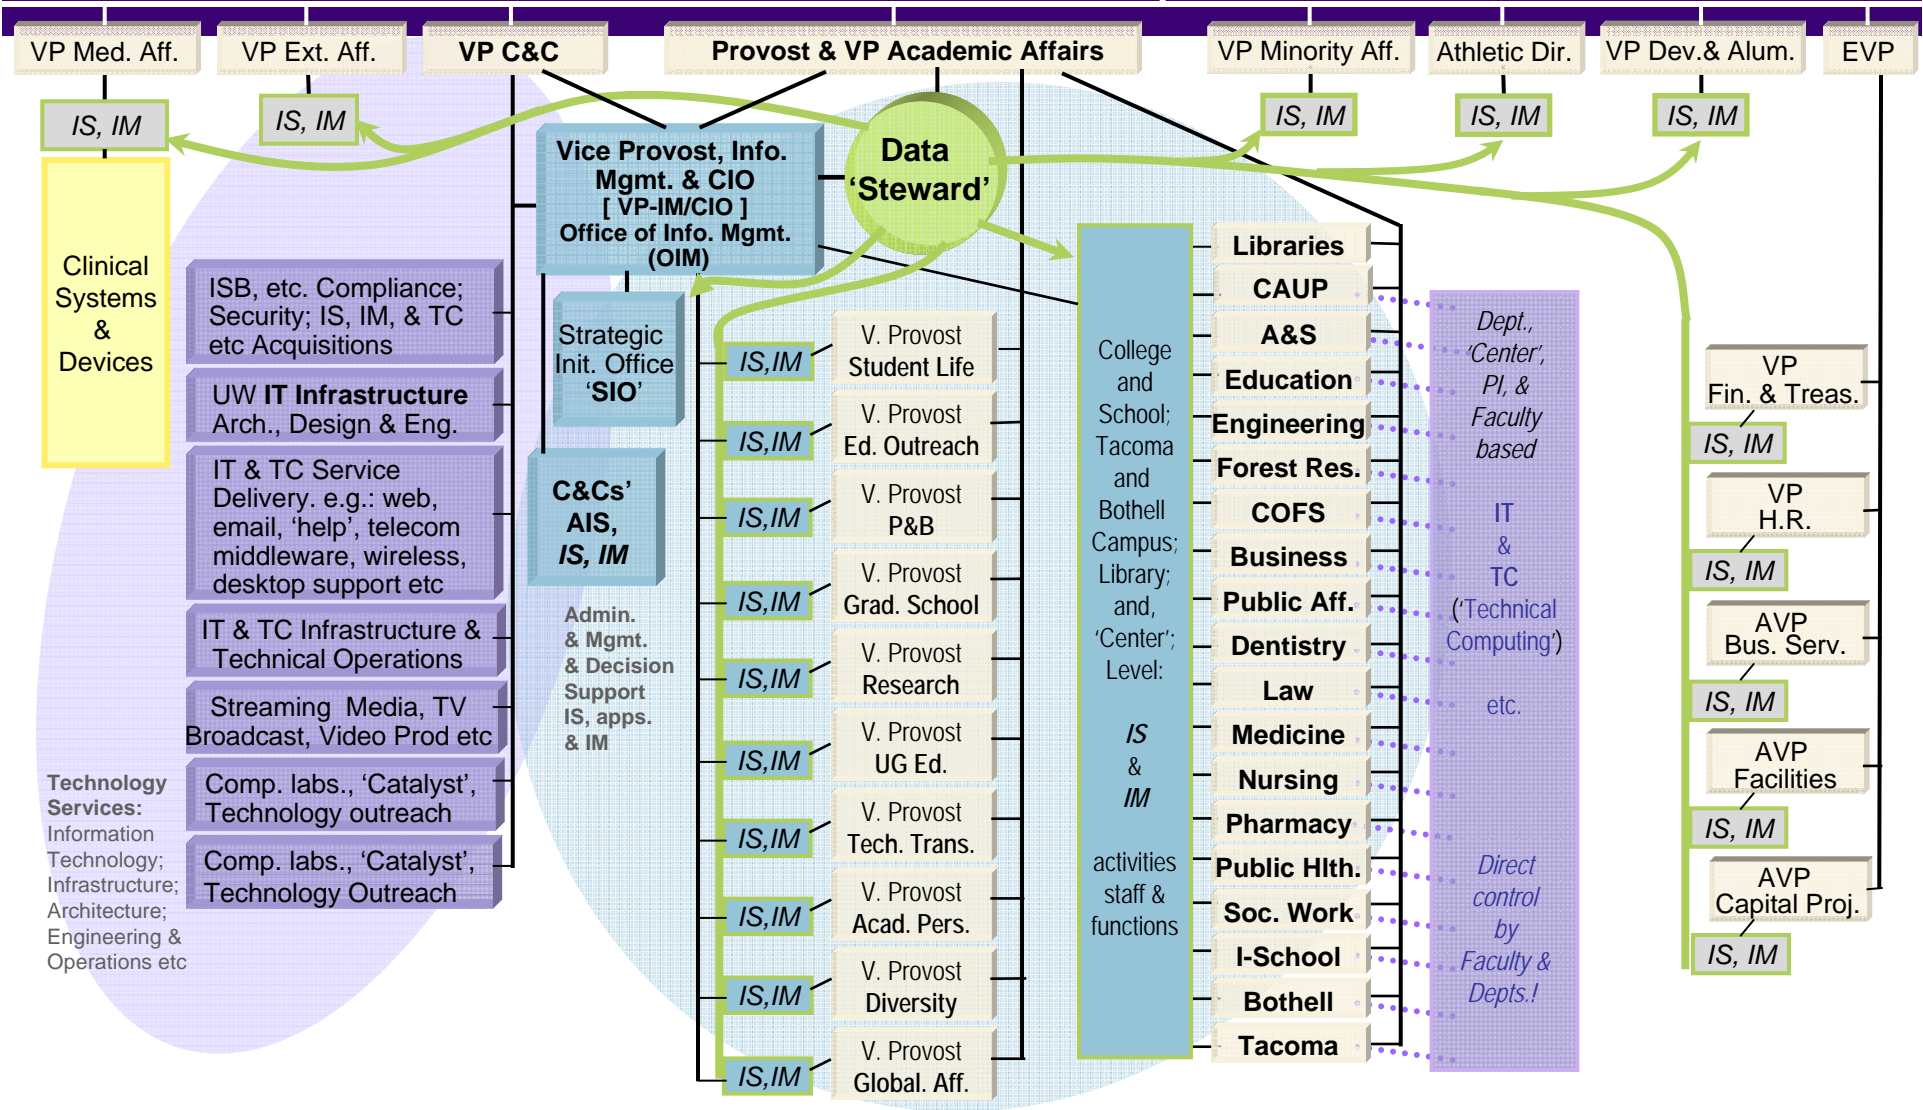 VP Med. Aff.
VP Ext. Aff.
VP C&C
Provost & VP Academic Affairs
VP Minority Aff.
Athletic Dir.
VP Dev.& Alum.
EVP
IS, IM
IS, IM
IS, IM
IS, IM
IS, IM
Clinical
Systems
&
Devices
Vice Provost, Info.
Mgmt. & CIO
[ VP-IM/CIO ]
Office of Info. Mgmt.
(OIM)
Data
‘Steward’
ISB, etc. Compliance;
Security; IS, IM, & TC
etc Acquisitions
UW IT Infrastructure
Arch., Design & Eng.
IT & TC Service
Delivery. e.g.: web,
email, ‘help’, telecom
middleware, wireless,
desktop support etc
IT & TC Infrastructure &
Technical Operations
Streaming Media, TV
Broadcast, Video Prod etc
Comp. labs., ‘Catalyst’,
Technology outreach
Comp. labs., ‘Catalyst’,
Technology Outreach
Technology
Services:
Information
Technology;
Infrastructure;
Architecture;
Engineering &
Operations etc
Strategic
Init. Office
‘SIO’
C&Cs’
AIS,
IS, IM
Admin.
& Mgmt.
& Decision
Support
IS, apps.
& IM
IS,IM
V. Provost
Student Life
IS,IM
V. Provost
Ed. Outreach
IS,IM
V. Provost
P&B
IS,IM
V. Provost
Grad. School
IS,IM
V. Provost
Research
IS,IM
V. Provost
UG Ed.
IS,IM
V. Provost
Tech. Trans.
IS,IM
V. Provost
Acad. Pers.
IS,IM
V. Provost
Diversity
IS,IM
V. Provost
Global. Aff.
College
and
School;
Tacoma
and
Bothell
Campus;
Library;
and,
‘Center’;
Level:
IS
&
IM
activities
staff &
functions
Libraries
CAUP
A&S
Education
Engineering
Forest Res.
COFS
Business
Public Aff.
Dentistry
Law
Medicine
Nursing
Pharmacy
Public Hlth.
Soc. Work
I-School
Bothell
Tacoma
Dept.,
‘Center’,
PI, &
Faculty
based
IT
&
TC
(‘Technical
Computing’)
etc.
Direct
control
by
Faculty &
Depts.!
VP
Fin. & Treas.
IS, IM
VP
H.R.
IS, IM
AVP
Bus. Serv.
IS, IM
AVP
Facilities
IS, IM
AVP
Capital Proj.
IS, IM